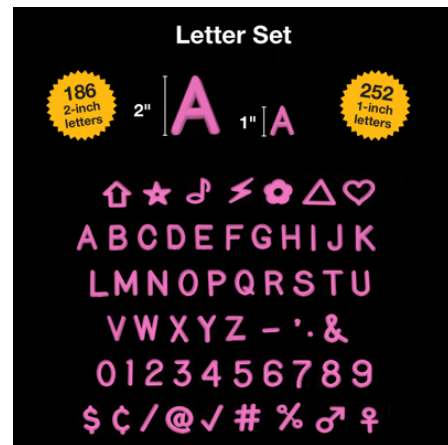 Letter Set
186
2-inch
letters
2"
A
1"
A
252
1-inch
letters
ABCDEFGHIJK
LMNOPQRSTU
VWXYZ-'.&
0123456789
$¢/@✓#%♂♀